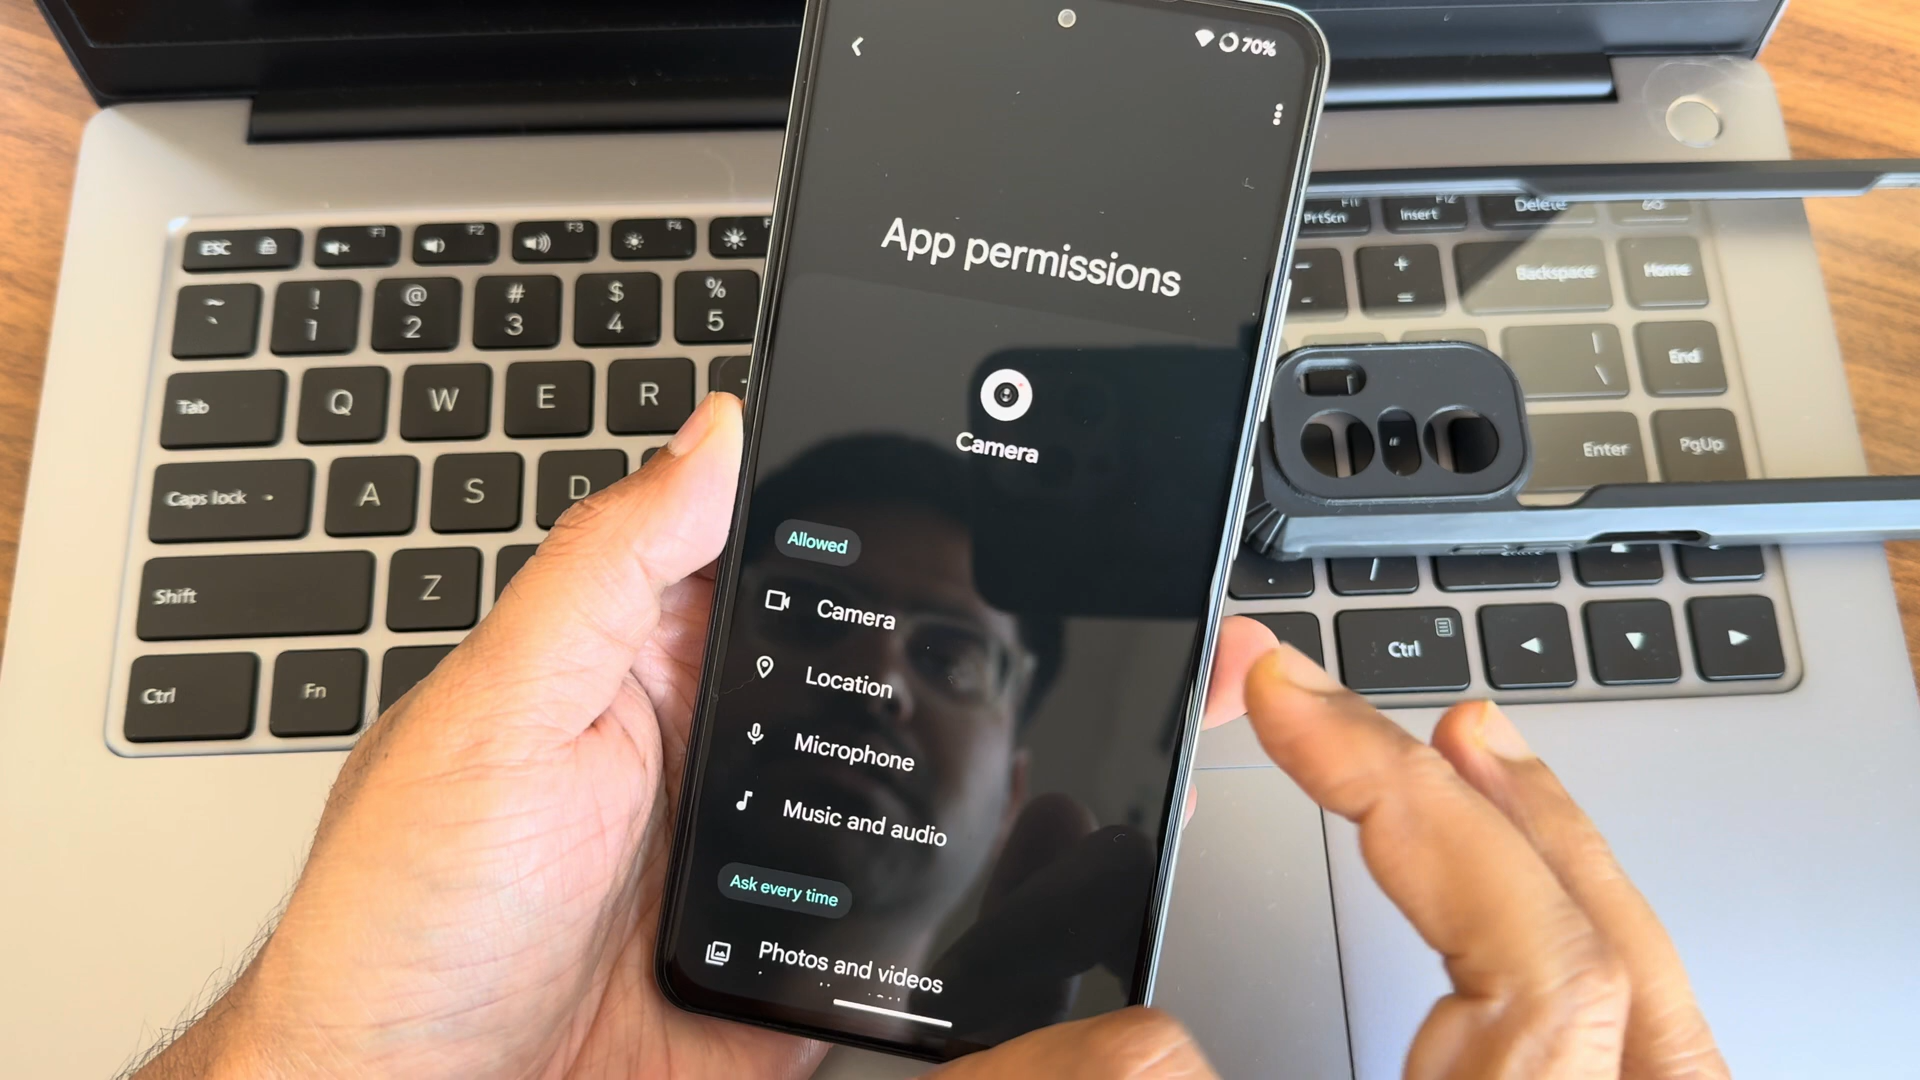 70%
App permissions
Camera
Allowed
Camera
Location
Microphone
Music and audio
Ask every time
Photos and videos
ESC F1 F2 F3 F4
~ ! @ # $ %
` 1 2 3 4 5
Tab Q W E R
Caps lock A S D
Shift Z
Ctrl Fn
PrtScn F11 Insert F12 Delete
- + = Backspace Home
| \ End
Enter PgUp
. /
Ctrl